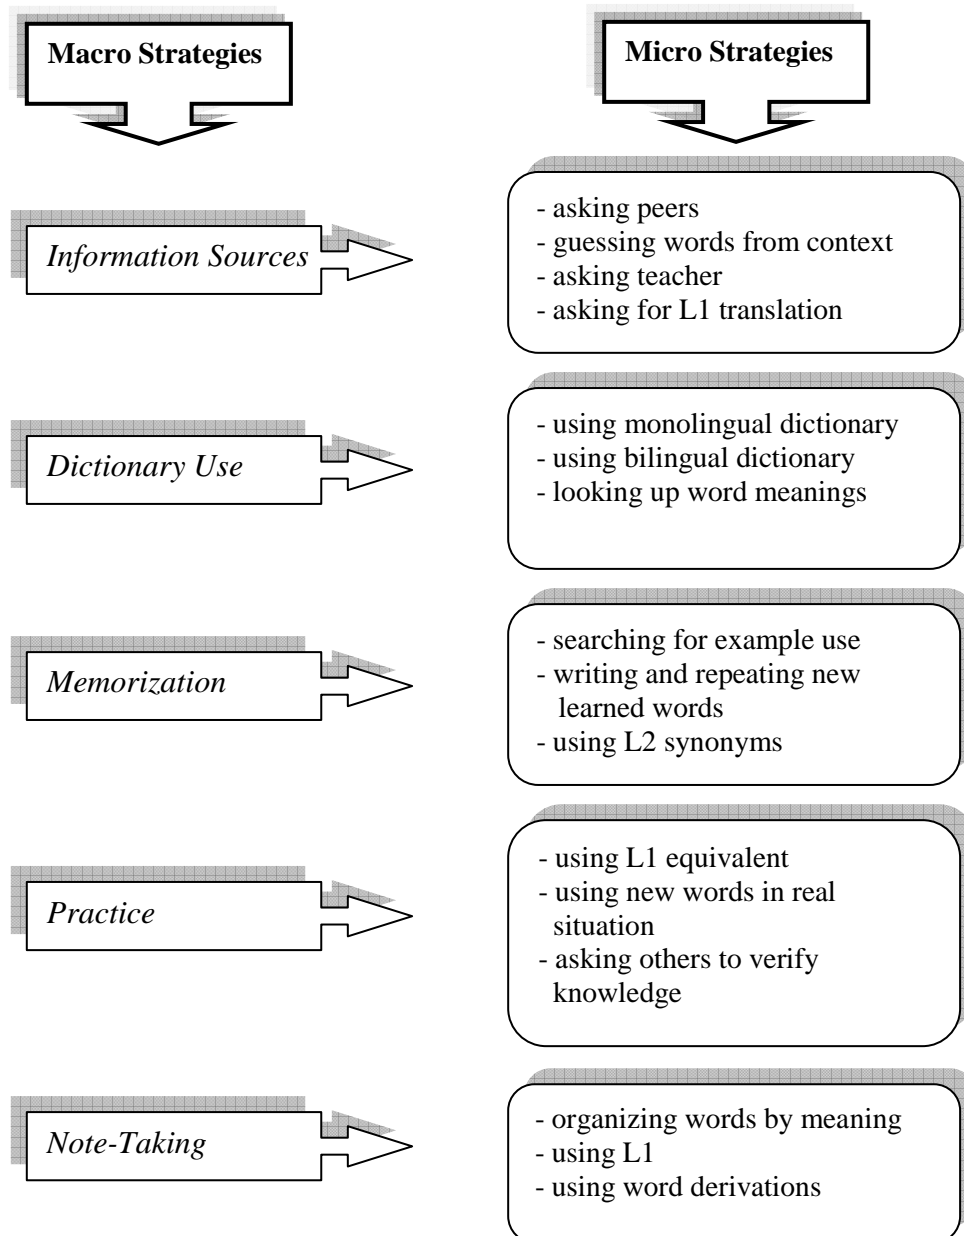 Macro Strategies
Micro Strategies
Information Sources
- asking peers
- guessing words from context
- asking teacher
- asking for L1 translation
Dictionary Use
- using monolingual dictionary
- using bilingual dictionary
- looking up word meanings
Memorization
- searching for example use
- writing and repeating new
learned words
- using L2 synonyms
Practice
- using L1 equivalent
- using new words in real
situation
- asking others to verify
knowledge
Note-Taking
- organizing words by meaning
- using L1
- using word derivations